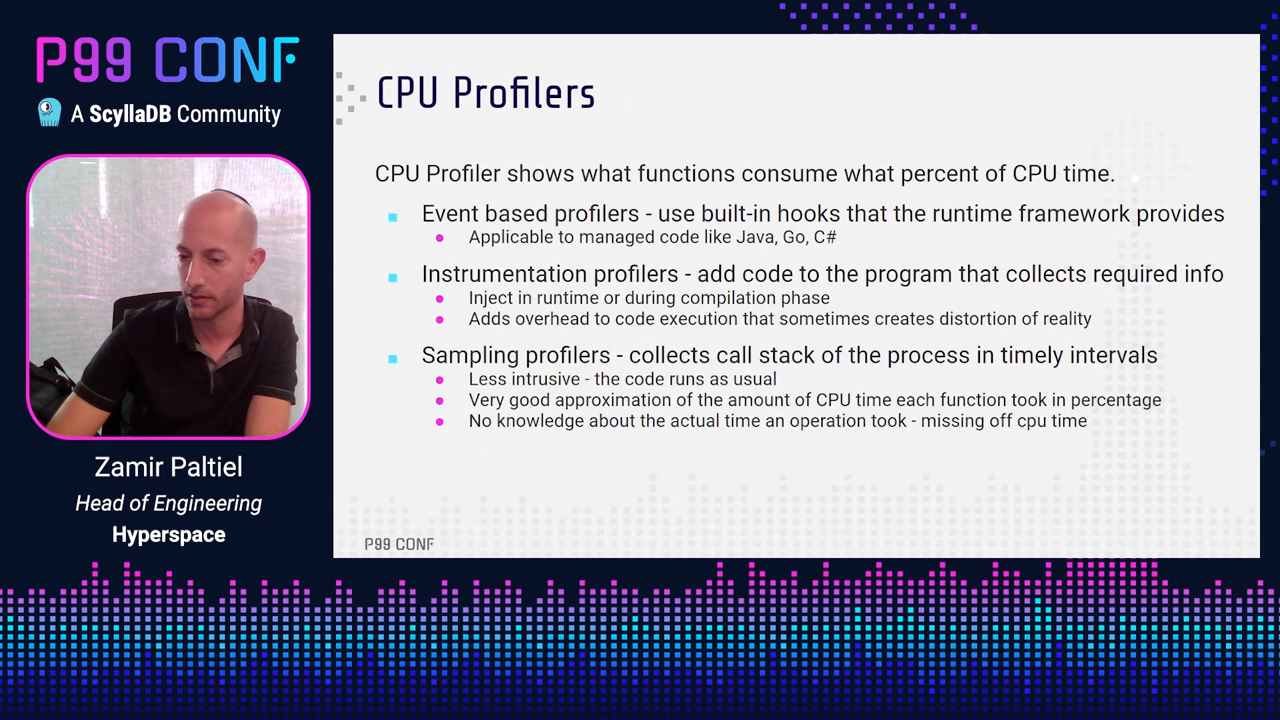 P99 CONF
A ScyllaDB Community
Zamir Paltiel
Head of Engineering
Hyperspace
CPU Profilers
CPU Profiler shows what functions consume what percent of CPU time.
Event based profilers - use built-in hooks that the runtime framework provides
Applicable to managed code like Java, Go, C#
Instrumentation profilers - add code to the program that collects required info
Inject in runtime or during compilation phase
Adds overhead to code execution that sometimes creates distortion of reality
Sampling profilers - collects call stack of the process in timely intervals
Less intrusive - the code runs as usual
Very good approximation of the amount of CPU time each function took in percentage
No knowledge about the actual time an operation took - missing off cpu time
P99 CONF